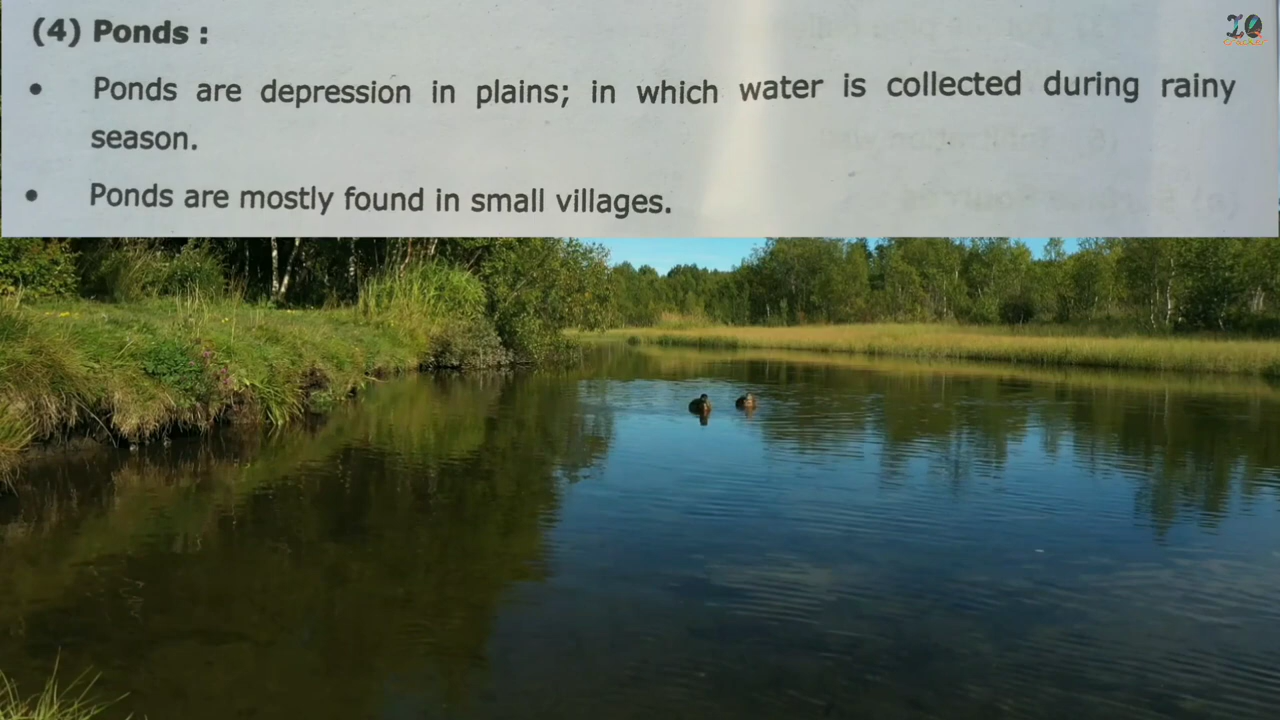 (4) Ponds :
• Ponds are depression in plains; in which water is collected during rainy
season.
• Ponds are mostly found in small villages.